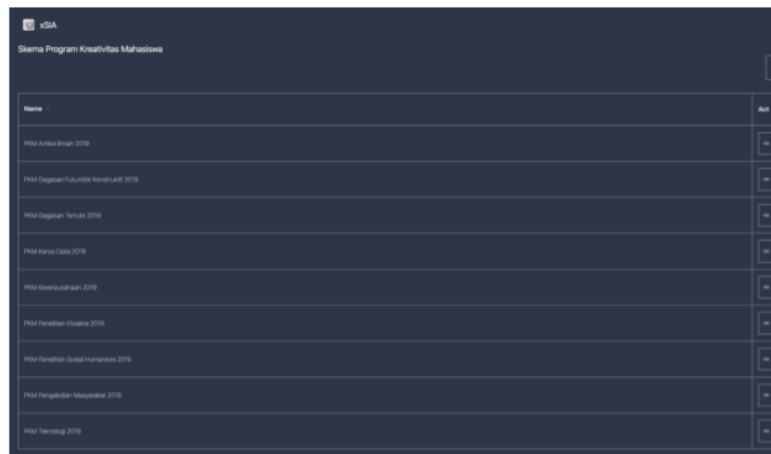 xSIA
Skema Program Kreativitas Mahasiswa
Name
Act
PKM Artikel Ilmiah 2019
PKM Gagasan Futuristik Konstruktif 2019
PKM Gagasan Tertulis 2019
PKM Karsa Cipta 2019
PKM Kewirausahaan 2019
PKM Penelitian Eksakta 2019
PKM Penelitian Sosial Humaniora 2019
PKM Pengabdian Masyarakat 2019
PKM Teknologi 2019